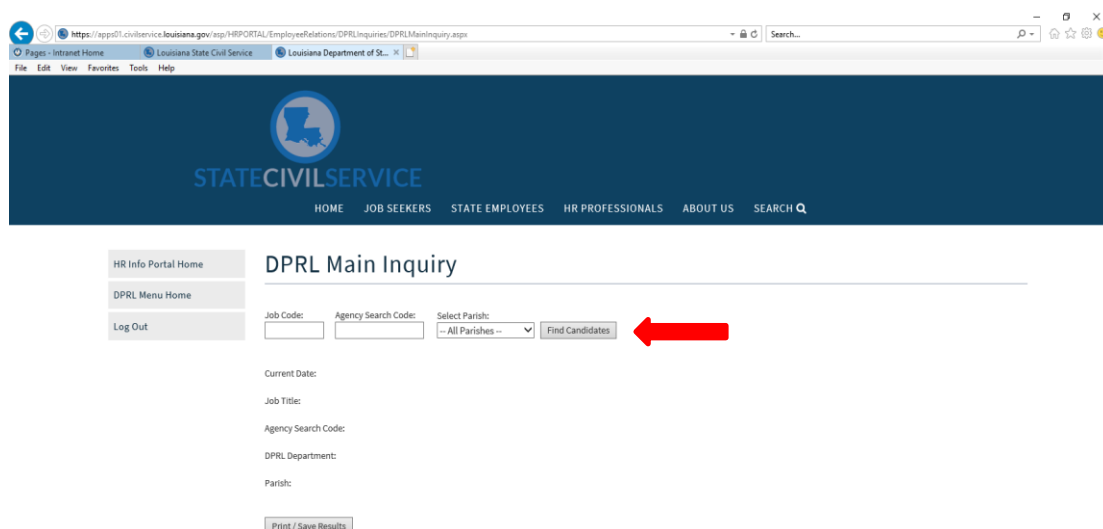 https://apps01.civilservice.louisiana.gov/asp/HRPORTAL/EmployeeRelations/DPRLInquiries/DPRLMainInquiry.aspx
Search...
Pages - Intranet Home
Louisiana State Civil Service
Louisiana Department of St...
File Edit View Favorites Tools Help
STATECIVILSERVICE
HOME JOB SEEKERS STATE EMPLOYEES HR PROFESSIONALS ABOUT US SEARCH
HR Info Portal Home
DPRL Menu Home
Log Out
DPRL Main Inquiry
Job Code: Agency Search Code: Select Parish:
-- All Parishes -- Find Candidates
Current Date:
Job Title:
Agency Search Code:
DPRL Department:
Parish:
Print / Save Results